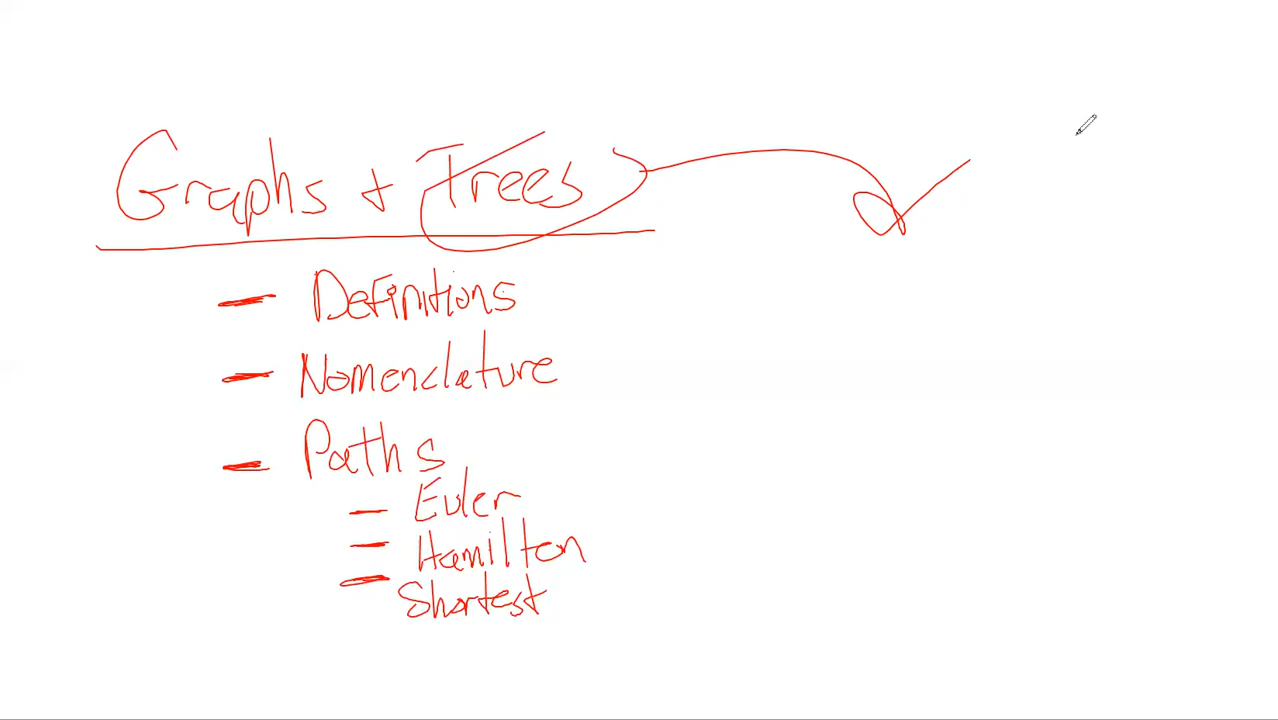 Graphs + Trees
- Definitions
- Nomenclature
- Paths
- Euler
- Hamilton
- Shortest